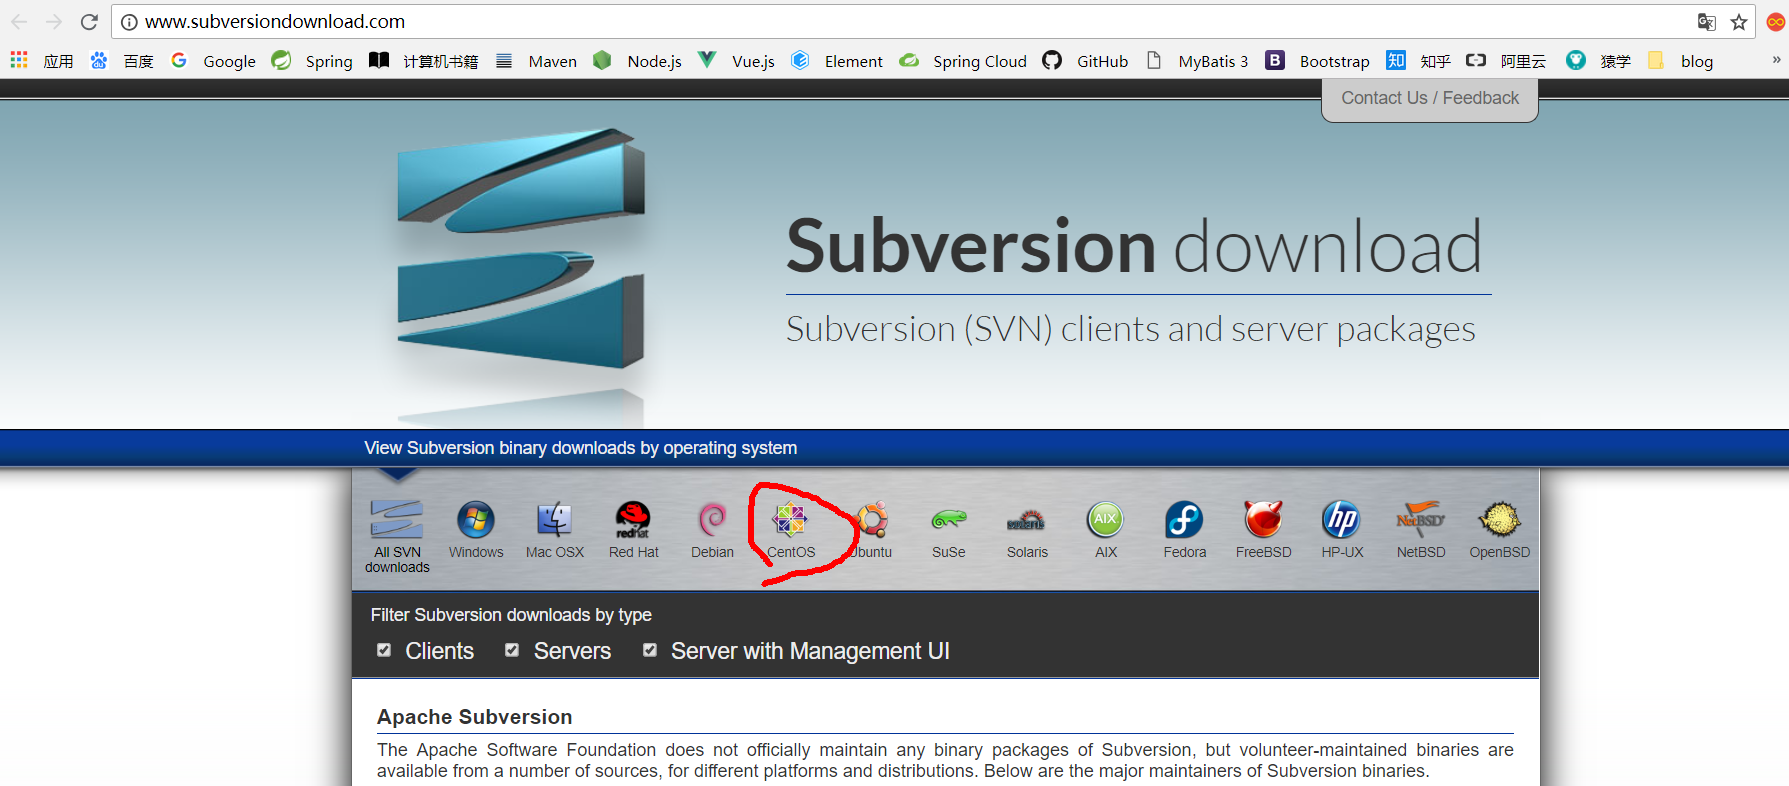 www.subversiondownload.com
应用 百度 Google Spring 计算机书籍 Maven Node.js Vue.js Element Spring Cloud GitHub MyBatis 3 Bootstrap 知乎 阿里云 猿学 blog »
Contact Us / Feedback
Subversion download
Subversion (SVN) clients and server packages
View Subversion binary downloads by operating system
All SVN downloads Windows Mac OSX Red Hat Debian CentOS Ubuntu SuSe Solaris AIX Fedora FreeBSD HP-UX NetBSD OpenBSD
Filter Subversion downloads by type
Clients Servers Server with Management UI
Apache Subversion
The Apache Software Foundation does not officially maintain any binary packages of Subversion, but volunteer-maintained binaries are
available from a number of sources, for different platforms and distributions. Below are the major maintainers of Subversion binaries.